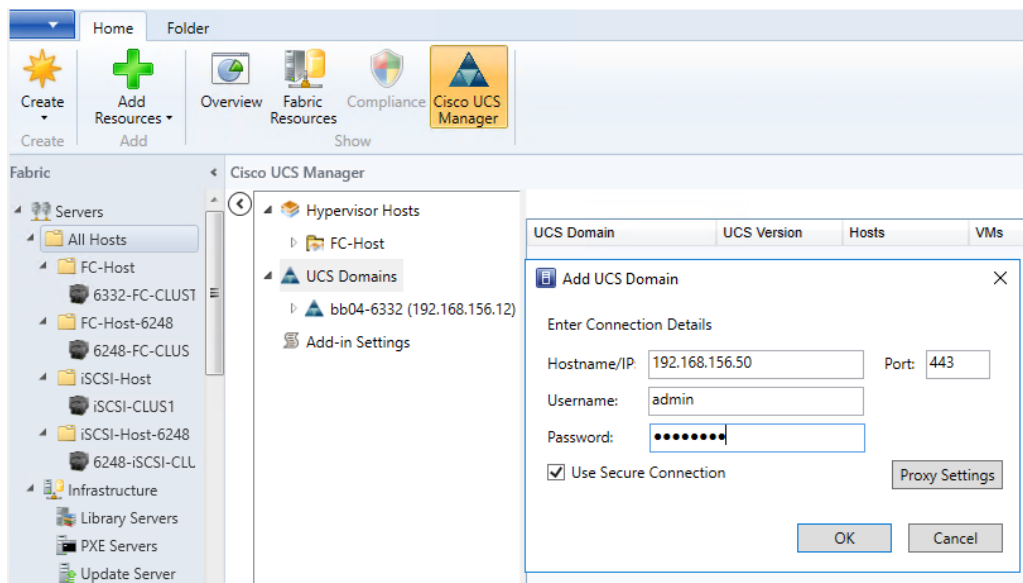 Home Folder
Create
Add Resources
Overview
Fabric Resources
Compliance
Cisco UCS Manager
Create
Add
Show
Fabric
Cisco UCS Manager
Servers
All Hosts
FC-Host
6332-FC-CLUST
FC-Host-6248
6248-FC-CLUS
iSCSI-Host
iSCSI-CLUS1
iSCSI-Host-6248
6248-iSCSI-CLU
Infrastructure
Library Servers
PXE Servers
Update Server
Hypervisor Hosts
FC-Host
UCS Domains
bb04-6332 (192.168.156.12)
Add-in Settings
UCS Domain UCS Version Hosts VMs
Add UCS Domain
Enter Connection Details
Hostname/IP: 192.168.156.50 Port: 443
Username: admin
Password: ●●●●●●●●
Use Secure Connection
Proxy Settings
OK Cancel